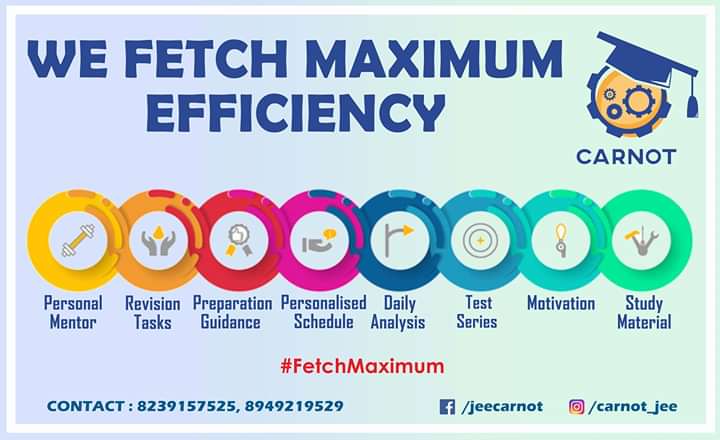 WE FETCH MAXIMUM
EFFICIENCY
CARNOT
Personal
Mentor
Revision
Tasks
Preparation
Guidance
Personalised
Schedule
Daily
Analysis
Test
Series
Motivation
Study
Material
#FetchMaximum
CONTACT : 8239157525, 8949219529
/jeecarnot
/carnot_jee